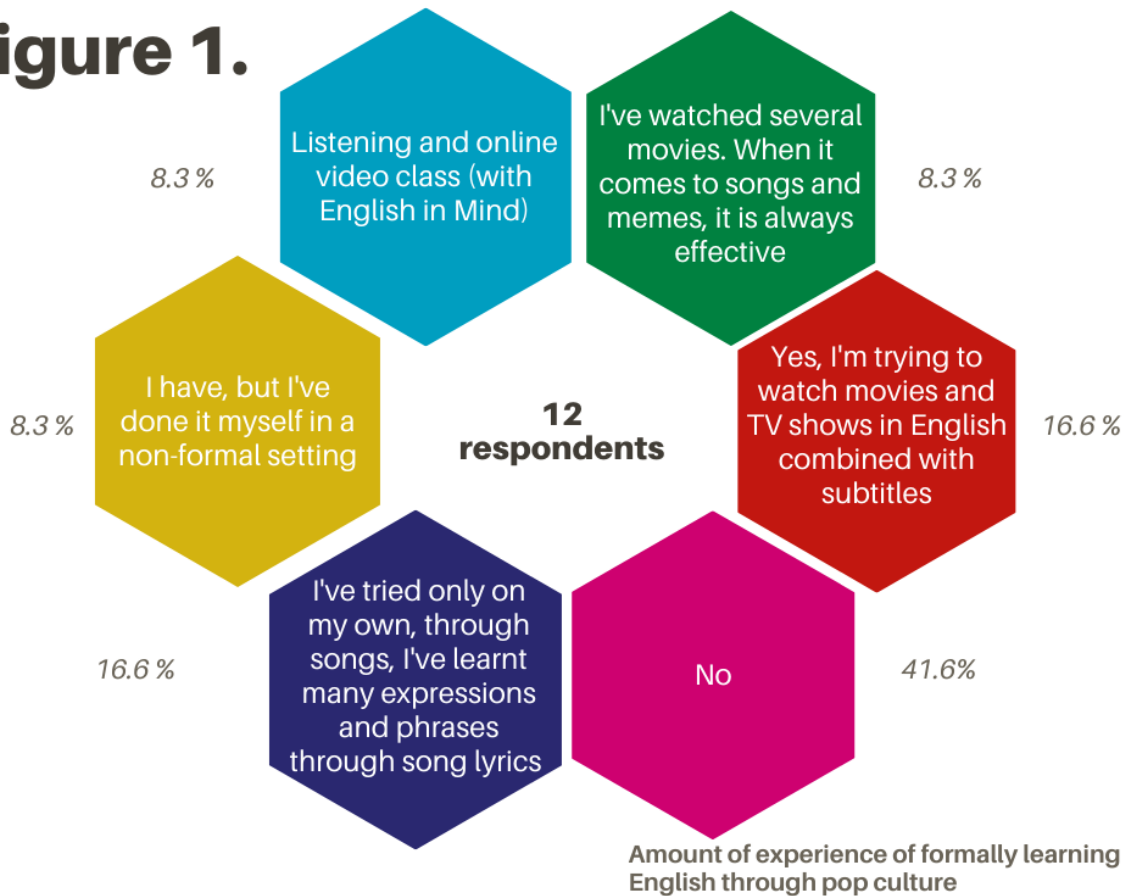 igure 1.
Listening and online
video class (with
English in Mind)
8.3 %
I've watched several
movies. When it
comes to songs and
memes, it is always
effective
8.3 %
I have, but I've
done it myself in a
non-formal setting
8.3 %
12
respondents
Yes, I'm trying to
watch movies and
TV shows in English
combined with
subtitles
16.6 %
I've tried only on
my own, through
songs, I've learnt
many expressions
and phrases
through song lyrics
16.6 %
No
41.6%
Amount of experience of formally learning
English through pop culture